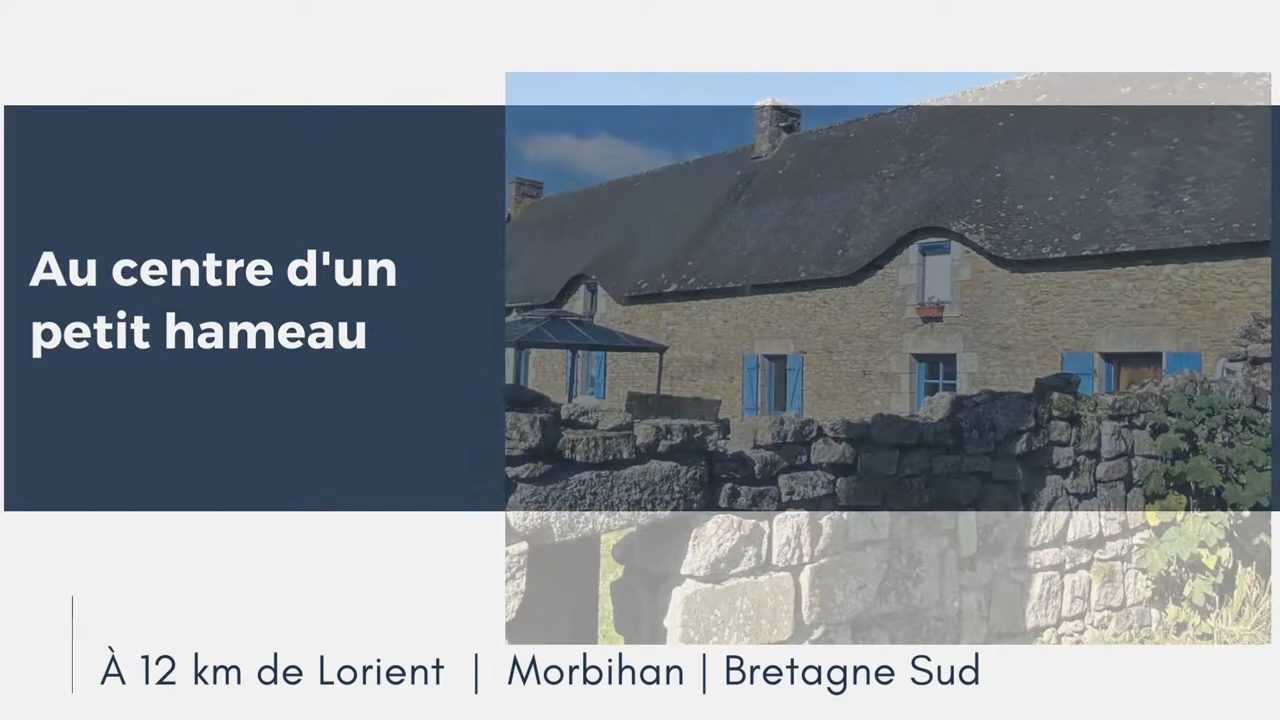 Au centre d'un
petit hameau
À 12 km de Lorient | Morbihan | Bretagne Sud